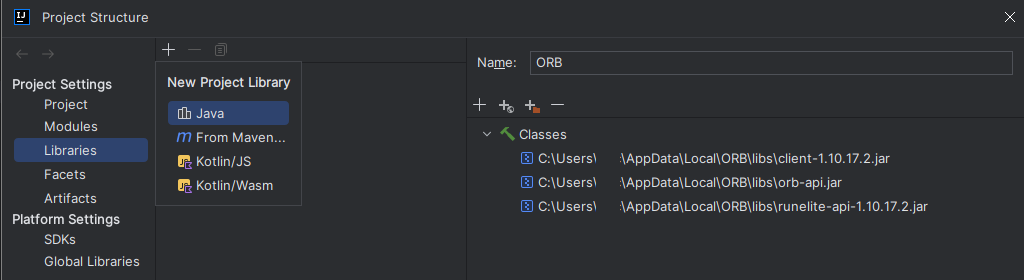 IJ
Project Structure
Project Settings
Project
Modules
Libraries
Facets
Artifacts
Platform Settings
SDKs
Global Libraries
New Project Library
Java
m From Maven...
Kotlin/JS
Kotlin/Wasm
Name: ORB
Classes
C:\Users\ :\AppData\Local\ORB\libs\client-1.10.17.2.jar
C:\Users\ :\AppData\Local\ORB\libs\orb-api.jar
C:\Users\ :\AppData\Local\ORB\libs\runelite-api-1.10.17.2.jar